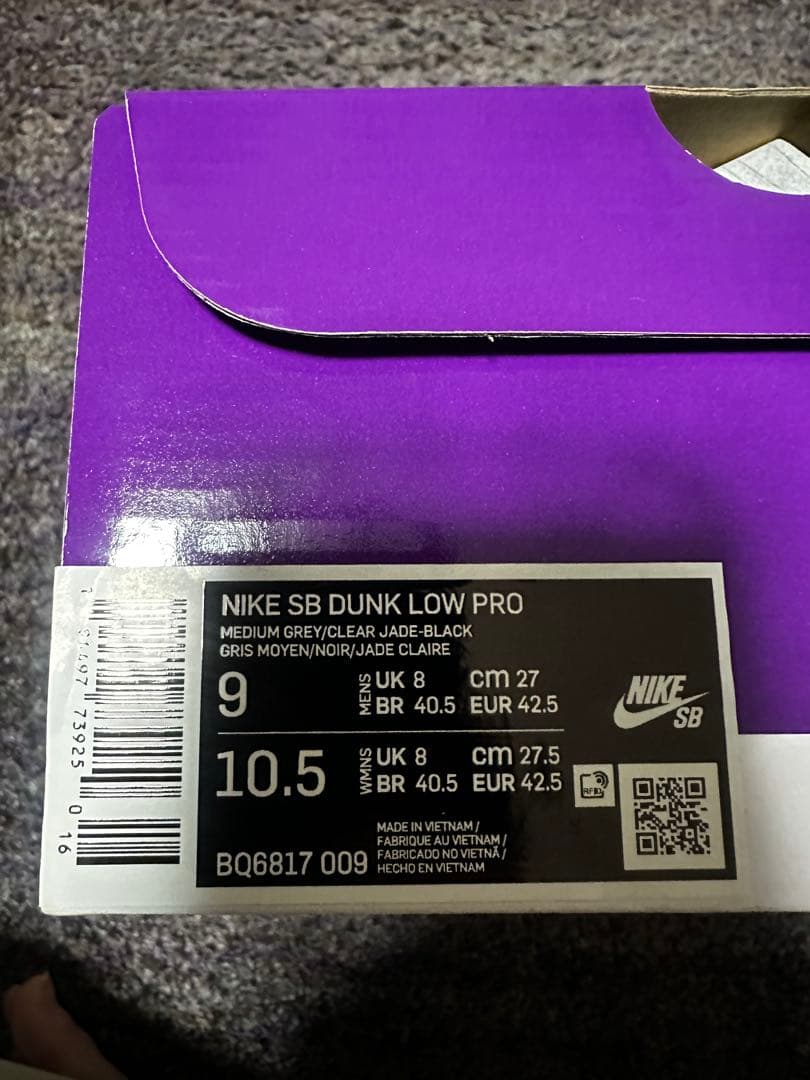 NIKE SB DUNK LOW PRO
MEDIUM GREY/CLEAR JADE-BLACK
GRIS MOYEN/NOIR/JADE CLAIRE
9 MENS UK 8 cm 27
BR 40.5 EUR 42.5
10.5 WMNS UK 8 cm 27.5
BR 40.5 EUR 42.5
NIKE
SB
RFID
BQ6817 009
MADE IN VIETNAM /
FABRIQUE AU VIETNAM /
FABRICADO NO VIETNÃ /
HECHO EN VIETNAM
73925 0 16